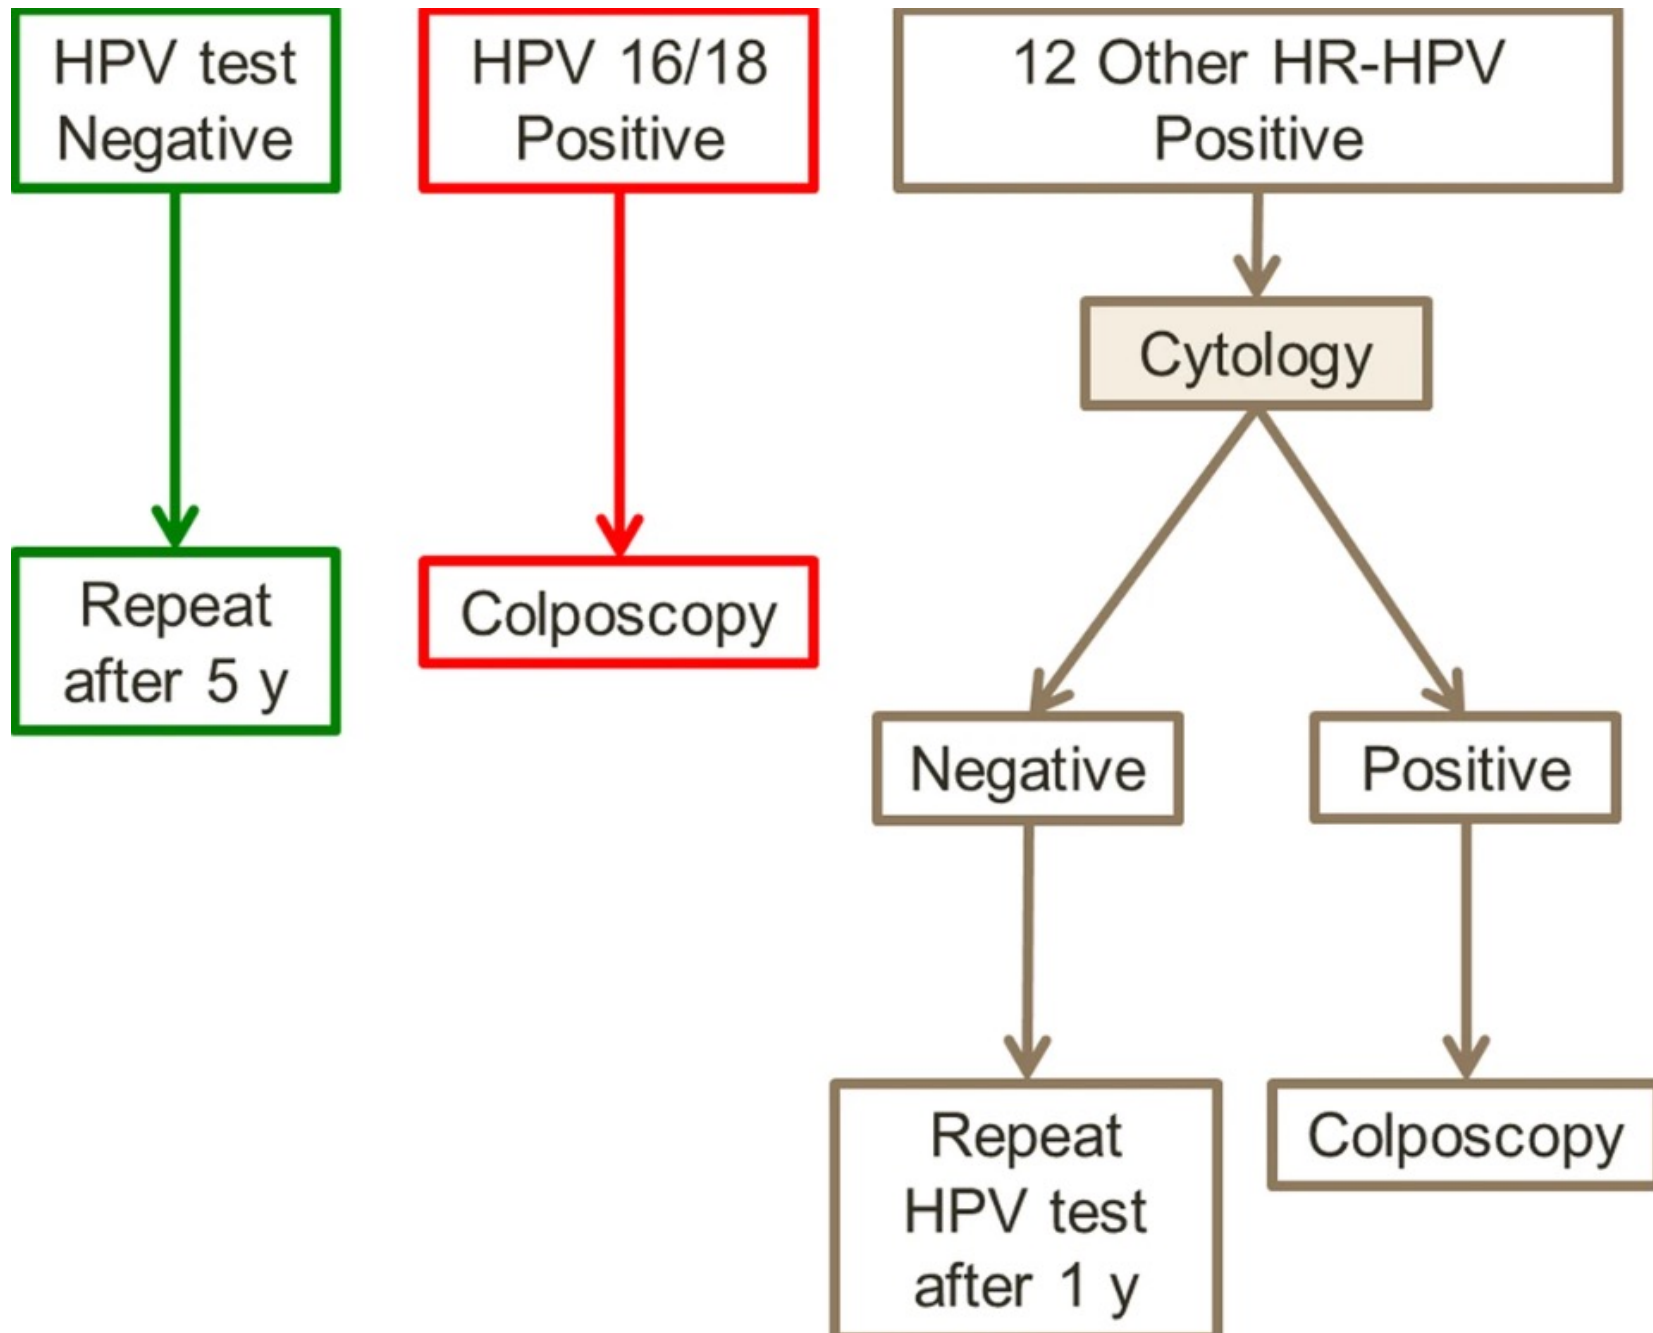 HPV test
Negative
HPV 16/18
Positive
12 Other HR-HPV
Positive
Cytology
Repeat
after 5 y
Colposcopy
Negative
Positive
Repeat
HPV test
after 1 y
Colposcopy